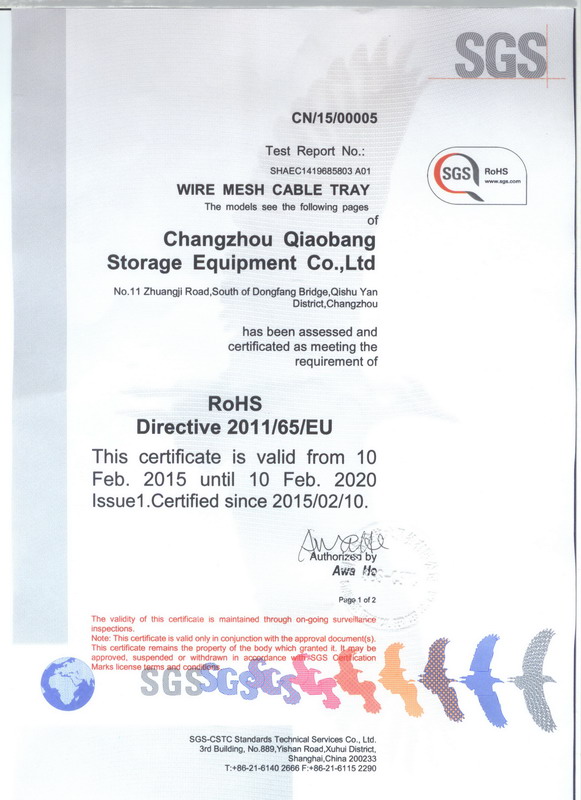 SGS
CN/15/00005
Test Report No.:
SHAEC1419685803 A01
WIRE MESH CABLE TRAY
The models see the following pages
of
Changzhou Qiaobang
Storage Equipment Co.,Ltd
No.11 Zhuangji Road,South of Dongfang Bridge,Qishu Yan
District,Changzhou
SGS
RoHS
www.sgs.com
has been assessed and
certificated as meeting the
requirement of
RoHS
Directive 2011/65/EU
This certificate is valid from 10
Feb. 2015 until 10 Feb. 2020
Issue1.Certified since 2015/02/10.
Authorized by
Awa Ho
Page 1 of 2
The validity of this certificate is maintained through on-going surveillance
inspections.
Note: This certificate is valid only in conjunction with the approval document(s).
This certificate remains the property of the body which granted it. It may be
approved, suspended or withdrawn in accordance with SGS Certification
Marks license terms and conditions
SGS SGS
SGS-CSTC Standards Technical Services Co., Ltd.
3rd Building, No.889,Yishan Road,Xuhui District,
Shanghai,China 200233
T:+86-21-6140 2666 F:+86-21-6115 2290